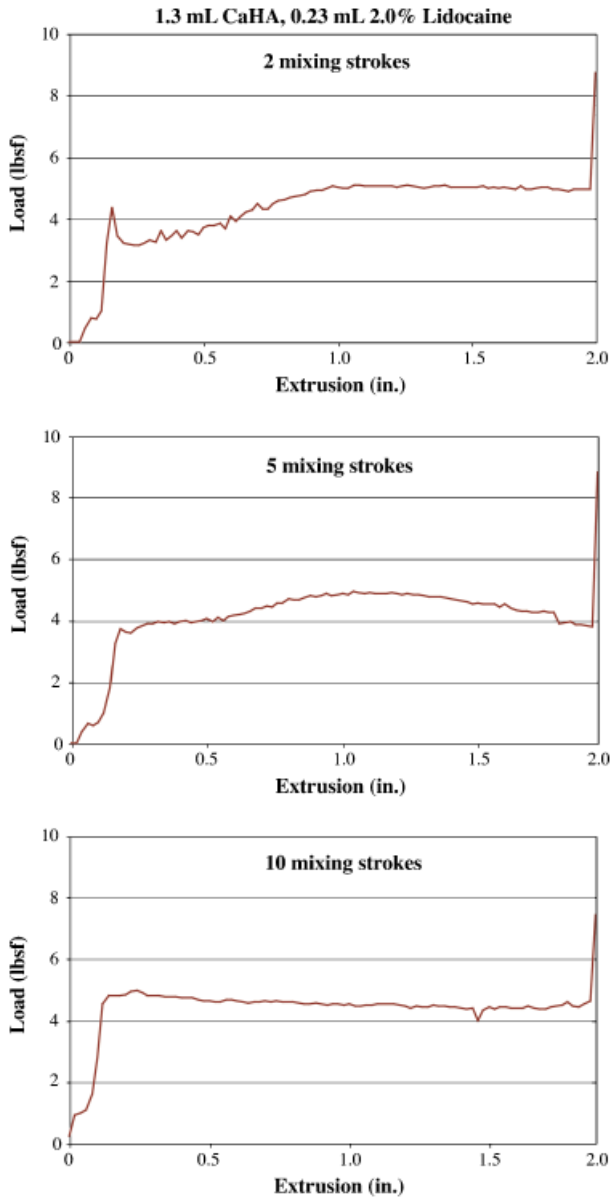 1.3 mL CaHA, 0.23 mL 2.0% Lidocaine
2 mixing strokes
Load (lbsf)
10
8
6
4
2
0
0 0.5 1.0 1.5 2.0
Extrusion (in.)
5 mixing strokes
Load (lbsf)
10
8
6
4
2
0
0 0.5 1.0 1.5 2.0
Extrusion (in.)
10 mixing strokes
Load (lbsf)
10
8
6
4
2
0
0 0.5 1.0 1.5 2.0
Extrusion (in.)